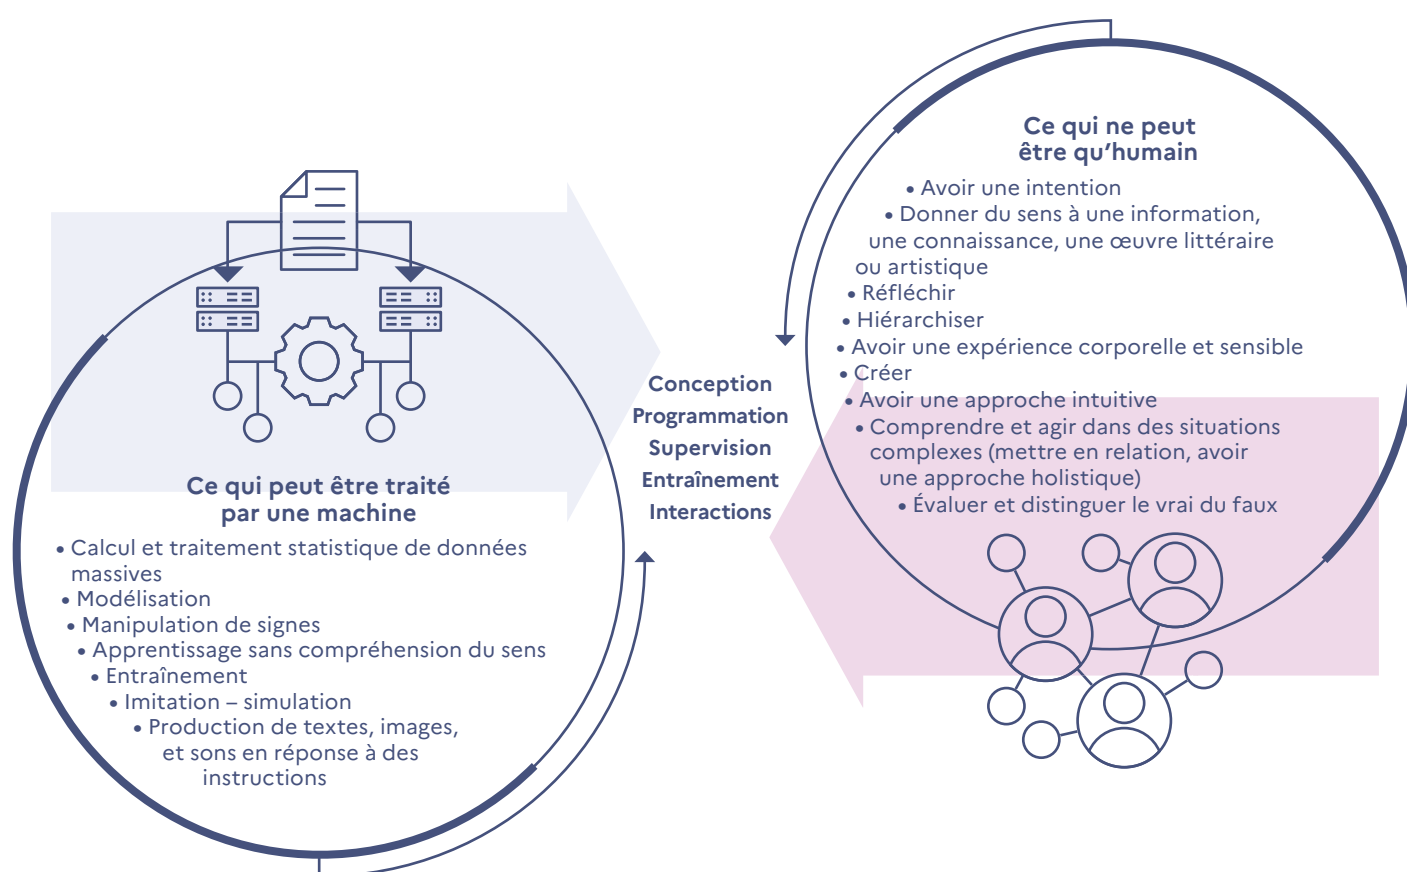 Ce qui peut être traité
par une machine
• Calcul et traitement statistique de données
massives
• Modélisation
• Manipulation de signes
• Apprentissage sans compréhension du sens
• Entraînement
• Imitation – simulation
• Production de textes, images,
et sons en réponse à des
instructions
Conception
Programmation
Supervision
Entraînement
Interactions
Ce qui ne peut
être qu’humain
• Avoir une intention
• Donner du sens à une information,
une connaissance, une œuvre littéraire
ou artistique
• Réfléchir
• Hiérarchiser
• Avoir une expérience corporelle et sensible
• Créer
• Avoir une approche intuitive
• Comprendre et agir dans des situations
complexes (mettre en relation, avoir
une approche holistique)
• Évaluer et distinguer le vrai du faux